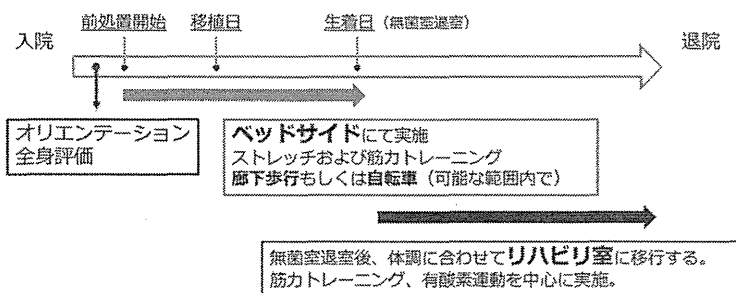 前処置開始 移植日 生着日（無菌室退室）
入院 退院
オリエンテーション
全身評価
ベッドサイドにて実施
ストレッチおよび筋力トレーニング
廊下歩行もしくは自転車（可能な範囲内で）
無菌室退室後、体調に合わせてリハビリ室に移行する。
筋力トレーニング、有酸素運動を中心に実施。